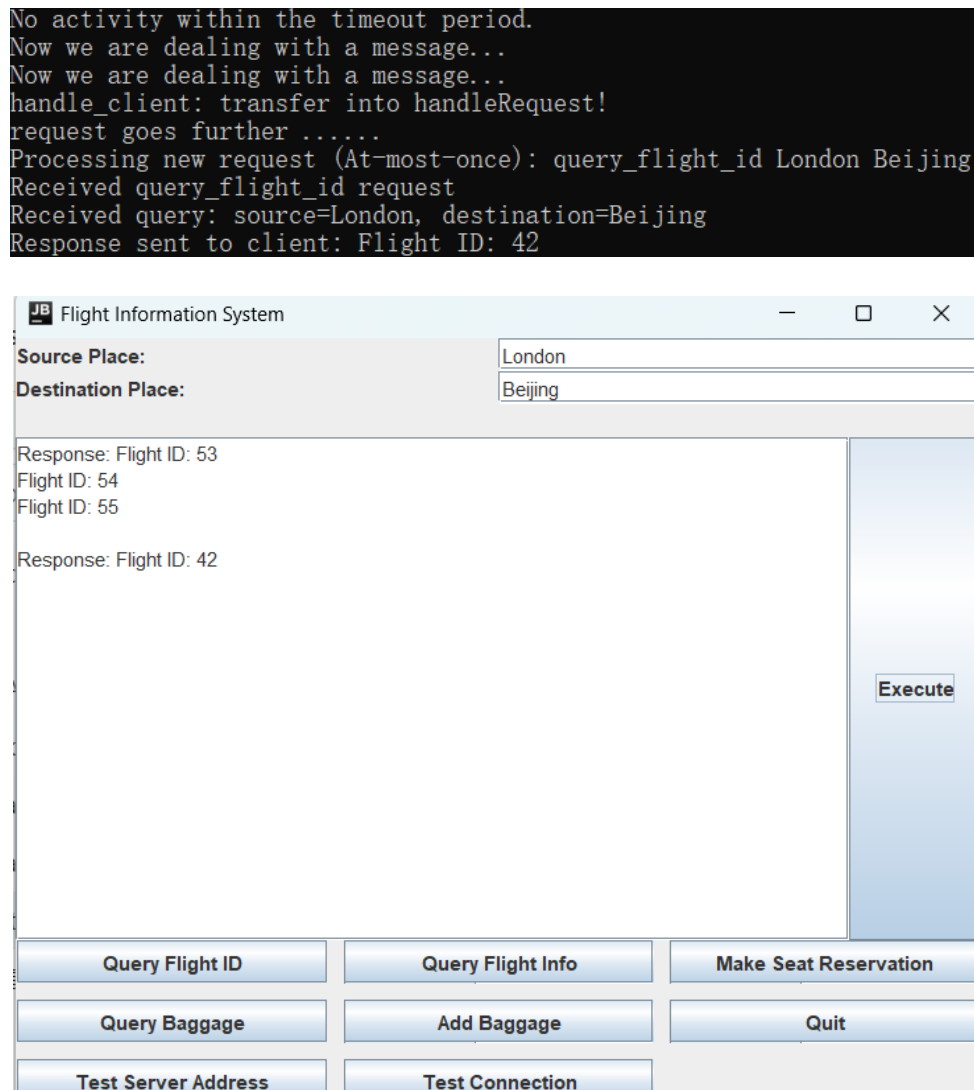 No activity within the timeout period.
Now we are dealing with a message...
Now we are dealing with a message...
handle_client: transfer into handleRequest!
request goes further ......
Processing new request (At-most-once): query_flight_id London Beijing
Received query_flight_id request
Received query: source=London, destination=Beijing
Response sent to client: Flight ID: 42
JB Flight Information System
Source Place: London
Destination Place: Beijing
Response: Flight ID: 53
Flight ID: 54
Flight ID: 55
Response: Flight ID: 42
Execute
Query Flight ID Query Flight Info Make Seat Reservation
Query Baggage Add Baggage Quit
Test Server Address Test Connection